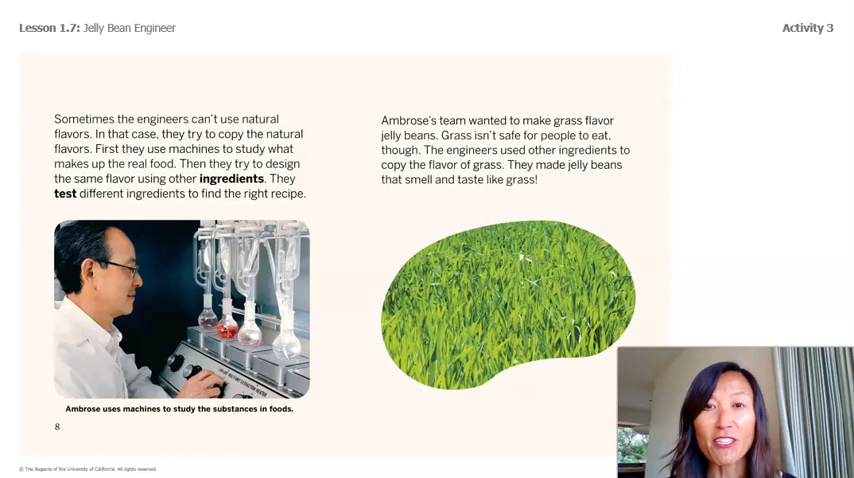 Lesson 1.7: Jelly Bean Engineer
Activity 3
Sometimes the engineers can't use natural
flavors. In that case, they try to copy the natural
flavors. First they use machines to study what
makes up the real food. Then they try to design
the same flavor using other ingredients. They
test different ingredients to find the right recipe.
Ambrose uses machines to study the substances in foods.
8
Ambrose's team wanted to make grass flavor
jelly beans. Grass isn't safe for people to eat,
though. The engineers used other ingredients to
copy the flavor of grass. They made jelly beans
that smell and taste like grass!
© The Regents of the University of California. All rights reserved.